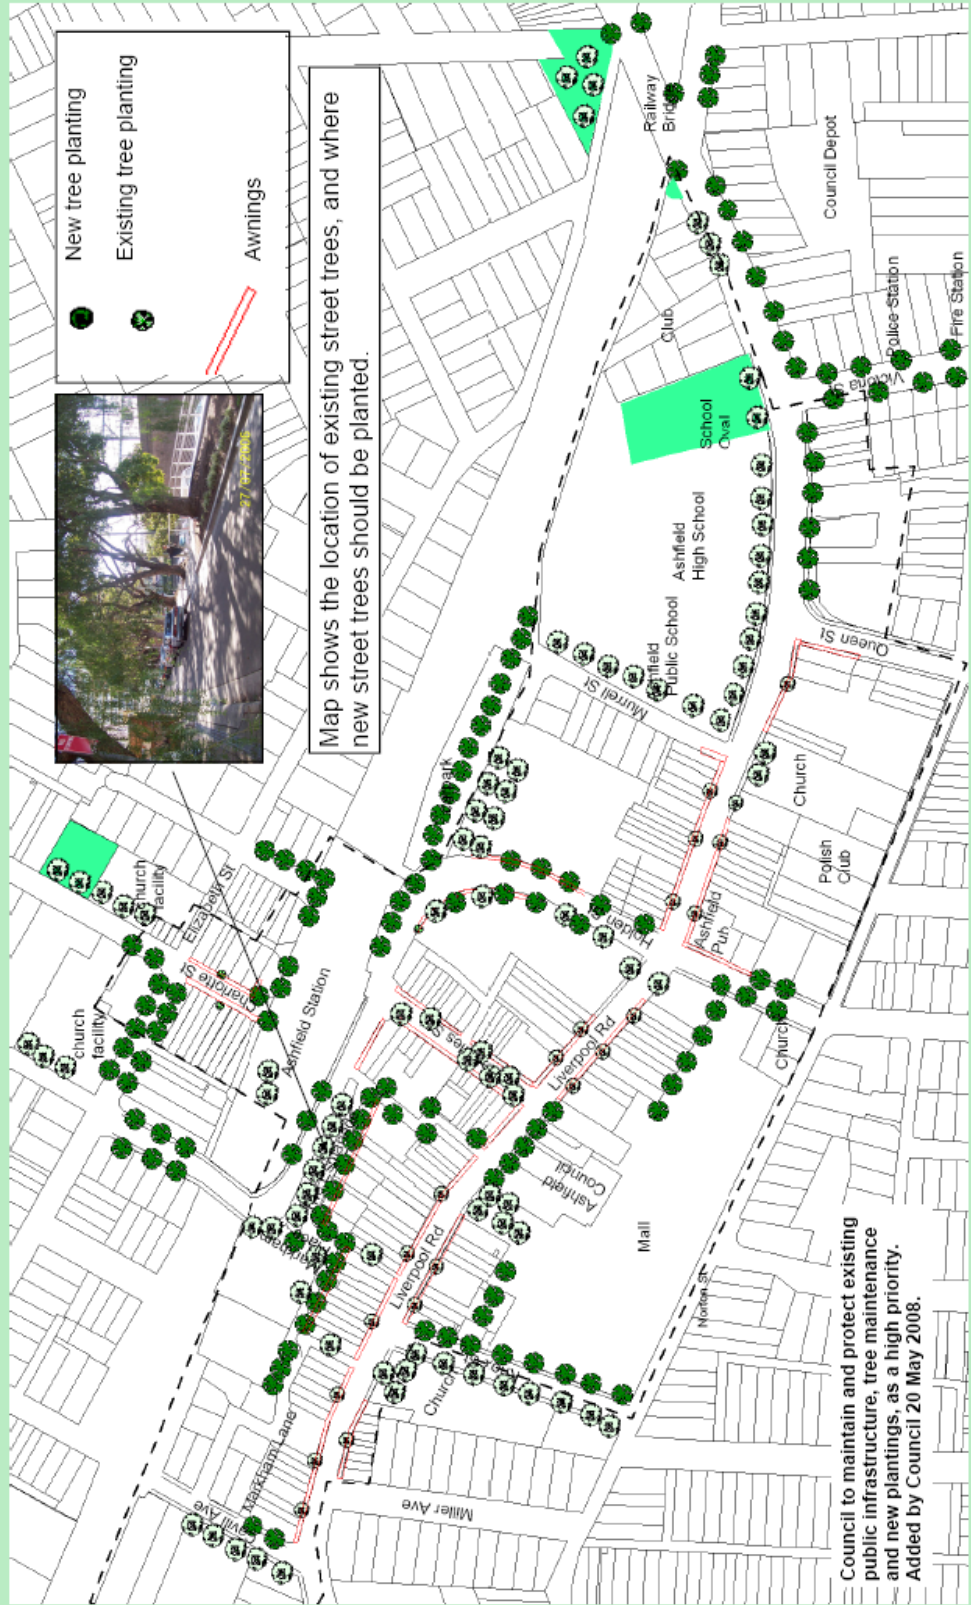 New tree planting
Existing tree planting
Awnings
27/07/2006
Map shows the location of existing street trees, and where
new street trees should be planted.
Railway
Council Depot
Club
Police Station
Fire Station
Victoria St
School
Oval
Ashfield
High School
Public School
Murrell St
Queen St
Church
Polish
Club
Ashfield
Pub
Holden
church
facility
Elizabeth St
Charlotte St
church
facility
Ashfield Station
Liverpool Rd
Church
Ashfield
Council
Mall
Liverpool Rd
Norton St
Church
Markham Lane
Miller Ave
Council to maintain and protect existing
public infrastructure, tree maintenance
and new plantings, as a high priority.
Added by Council 20 May 2008.